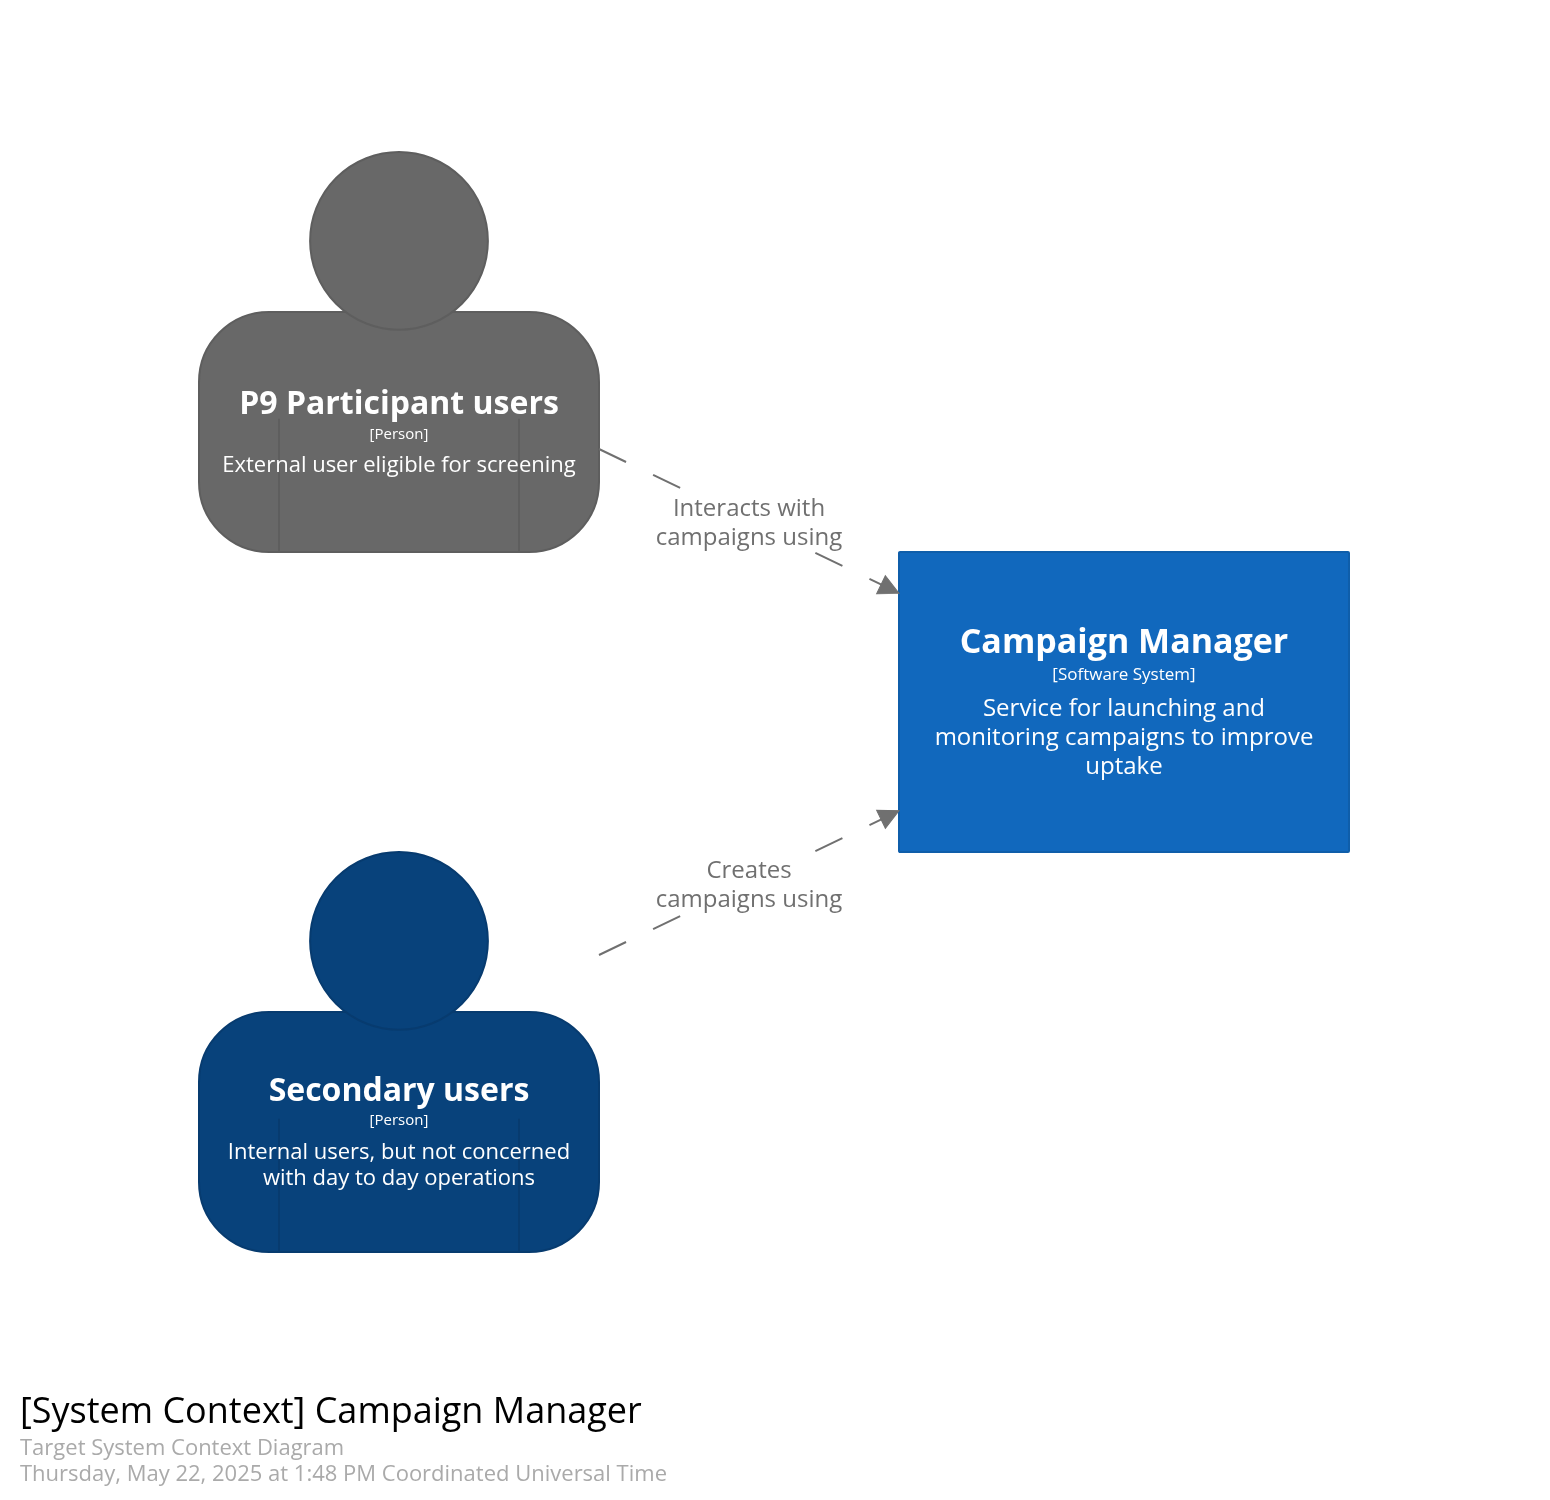 P9 Participant users
[Person]
External user eligible for screening
Interacts with
campaigns using
Campaign Manager
[Software System]
Service for launching and
monitoring campaigns to improve
uptake
Creates
campaigns using
Secondary users
[Person]
Internal users, but not concerned
with day to day operations
[System Context] Campaign Manager
Target System Context Diagram
Thursday, May 22, 2025 at 1:48 PM Coordinated Universal Time